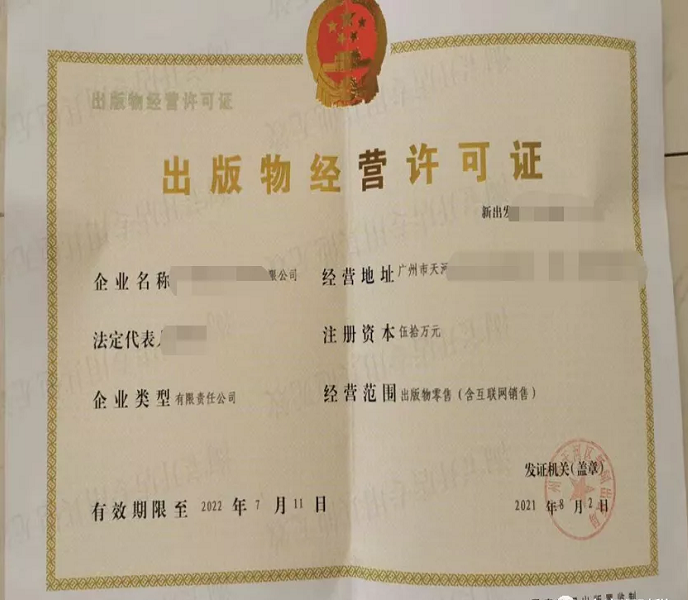 出版物经营许可证
出版物经营许可证
新出发
企业名称 限公司
经营地址 广州市天河
法定代表人
注册资本 伍拾万元
企业类型 有限责任公司
经营范围 出版物零售（含互联网销售）
发证机关(盖章)
有效期限至 2022 年 7 月 11 日
2021 年 8 月 2 日